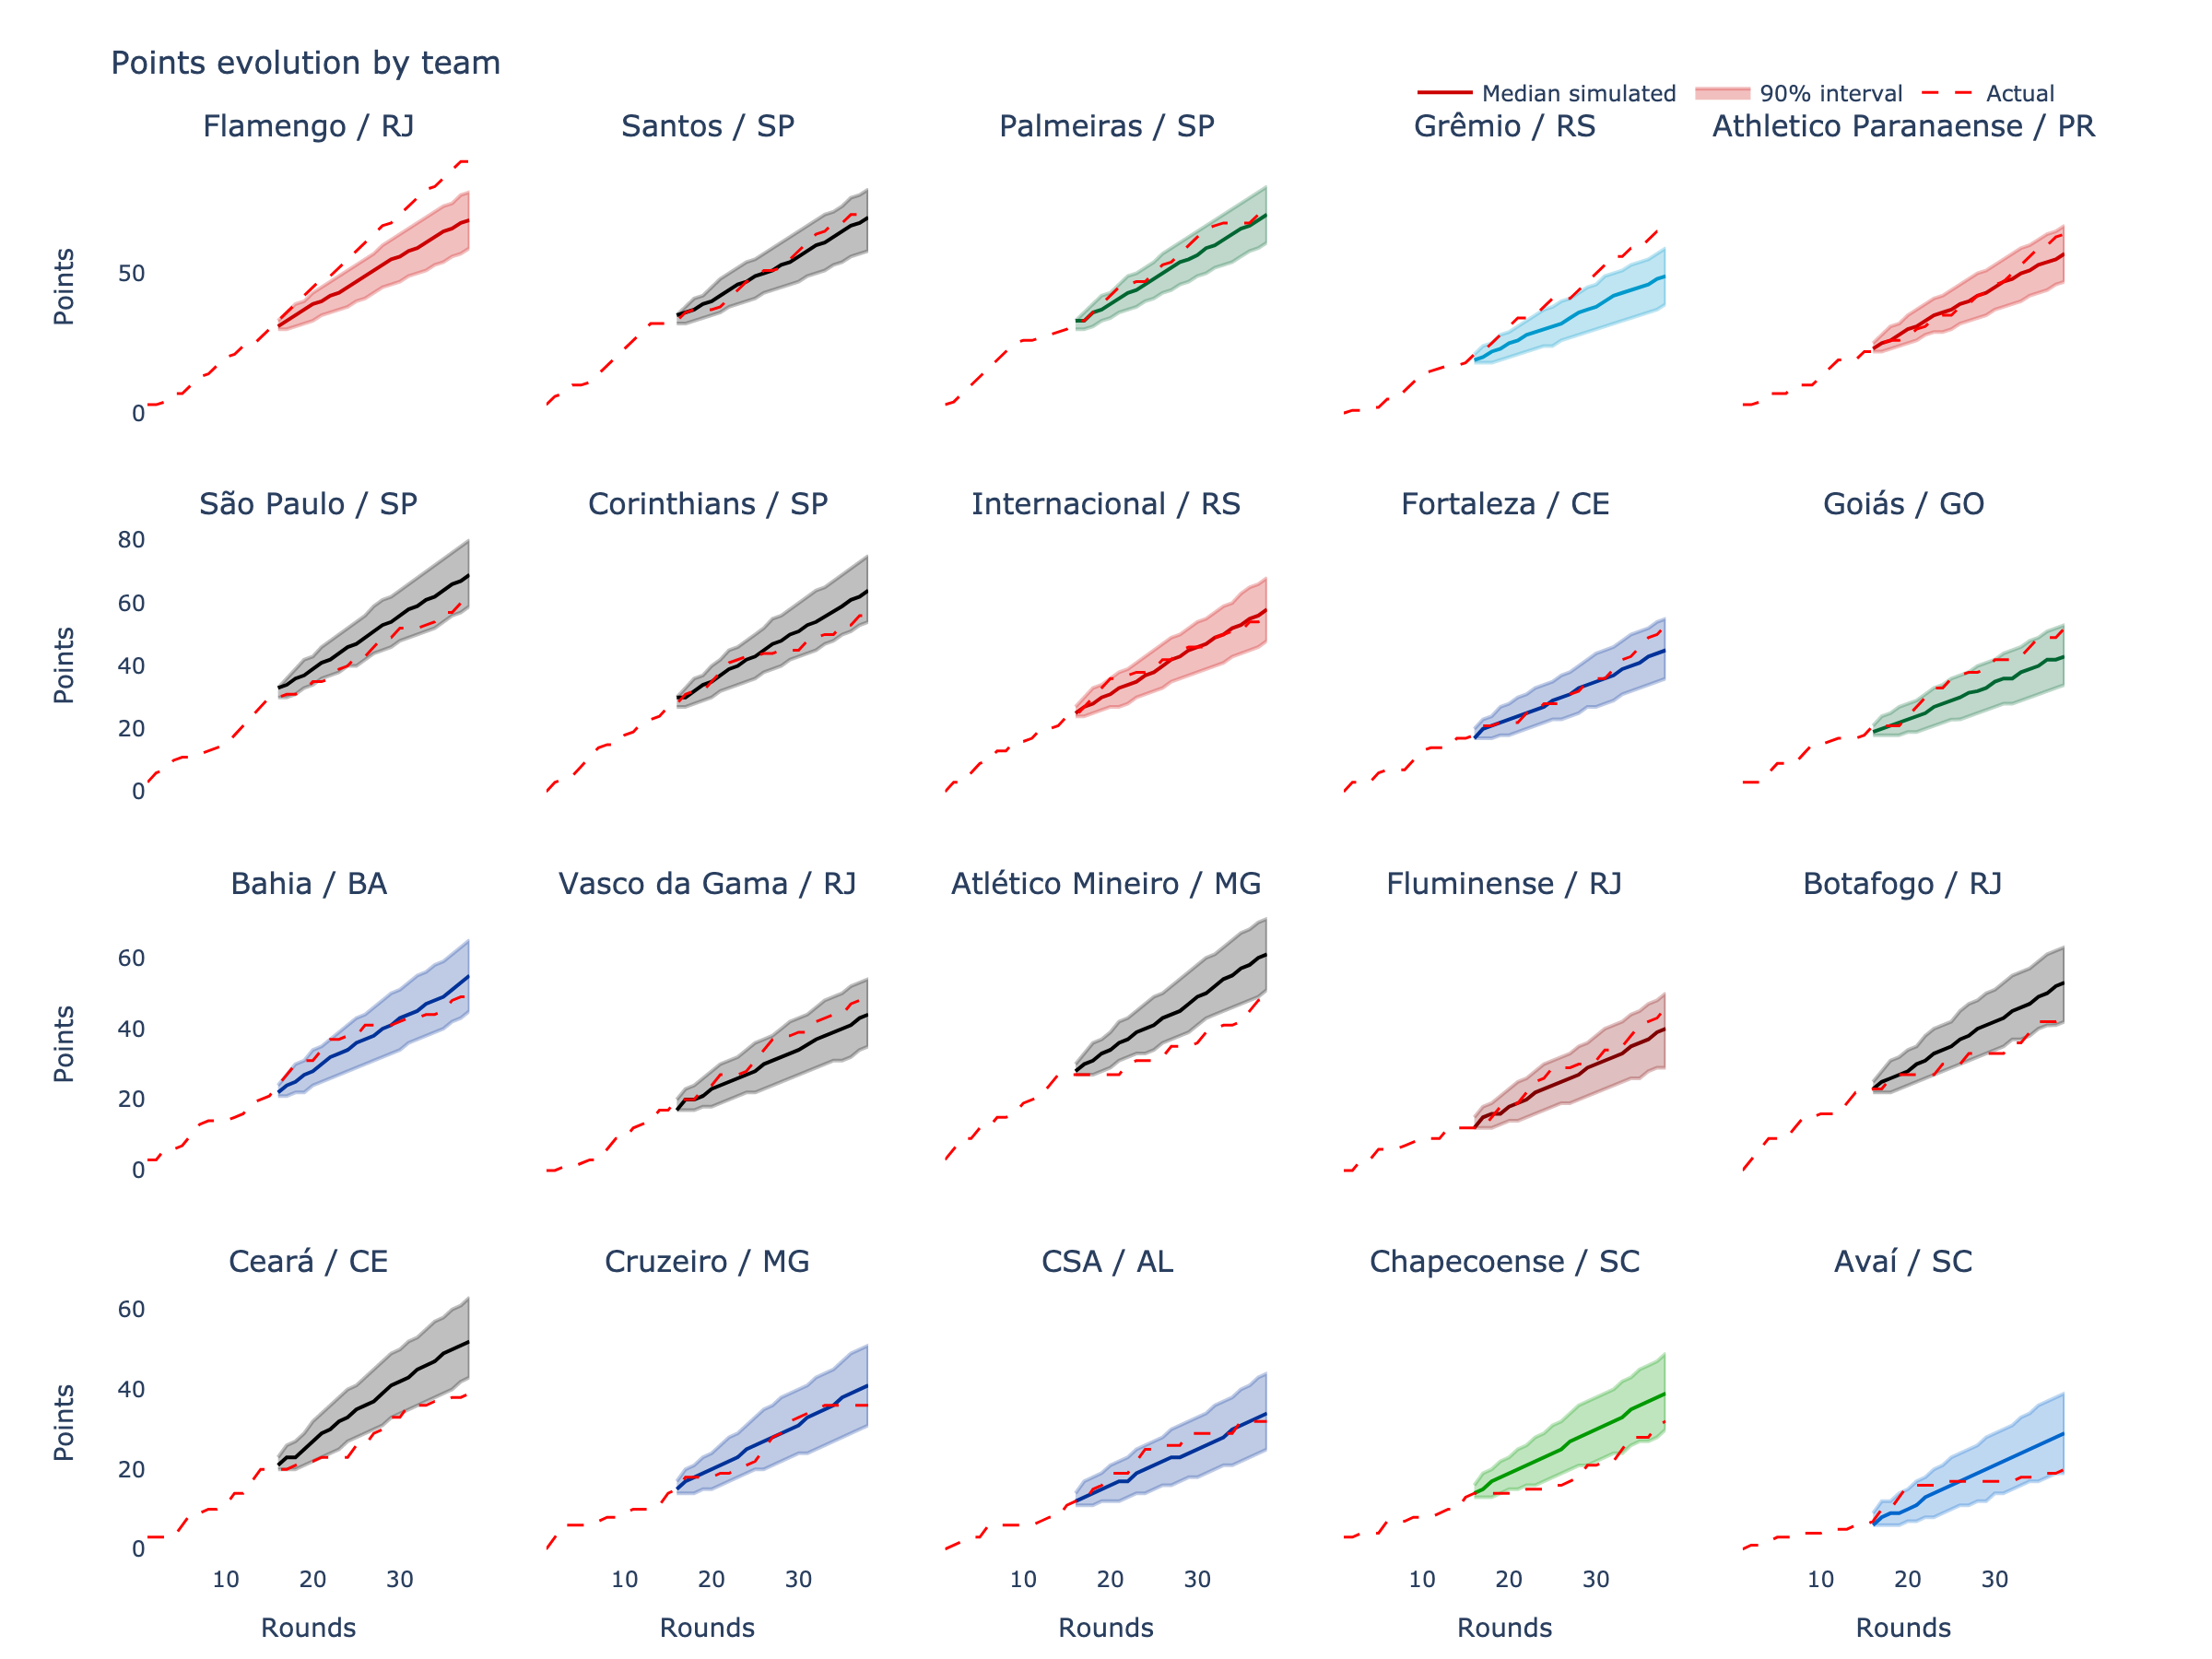 Points evolution by team
Median simulated 90% interval Actual
Flamengo / RJ Santos / SP Palmeiras / SP Grêmio / RS Athletico Paranaense / PR
Points
50
0
São Paulo / SP Corinthians / SP Internacional / RS Fortaleza / CE Goiás / GO
Points
80
60
40
20
0
Bahia / BA Vasco da Gama / RJ Atlético Mineiro / MG Fluminense / RJ Botafogo / RJ
Points
60
40
20
0
Ceará / CE Cruzeiro / MG CSA / AL Chapecoense / SC Avaí / SC
Points
60
40
20
0
10 20 30 10 20 30 10 20 30 10 20 30 10 20 30
Rounds Rounds Rounds Rounds Rounds